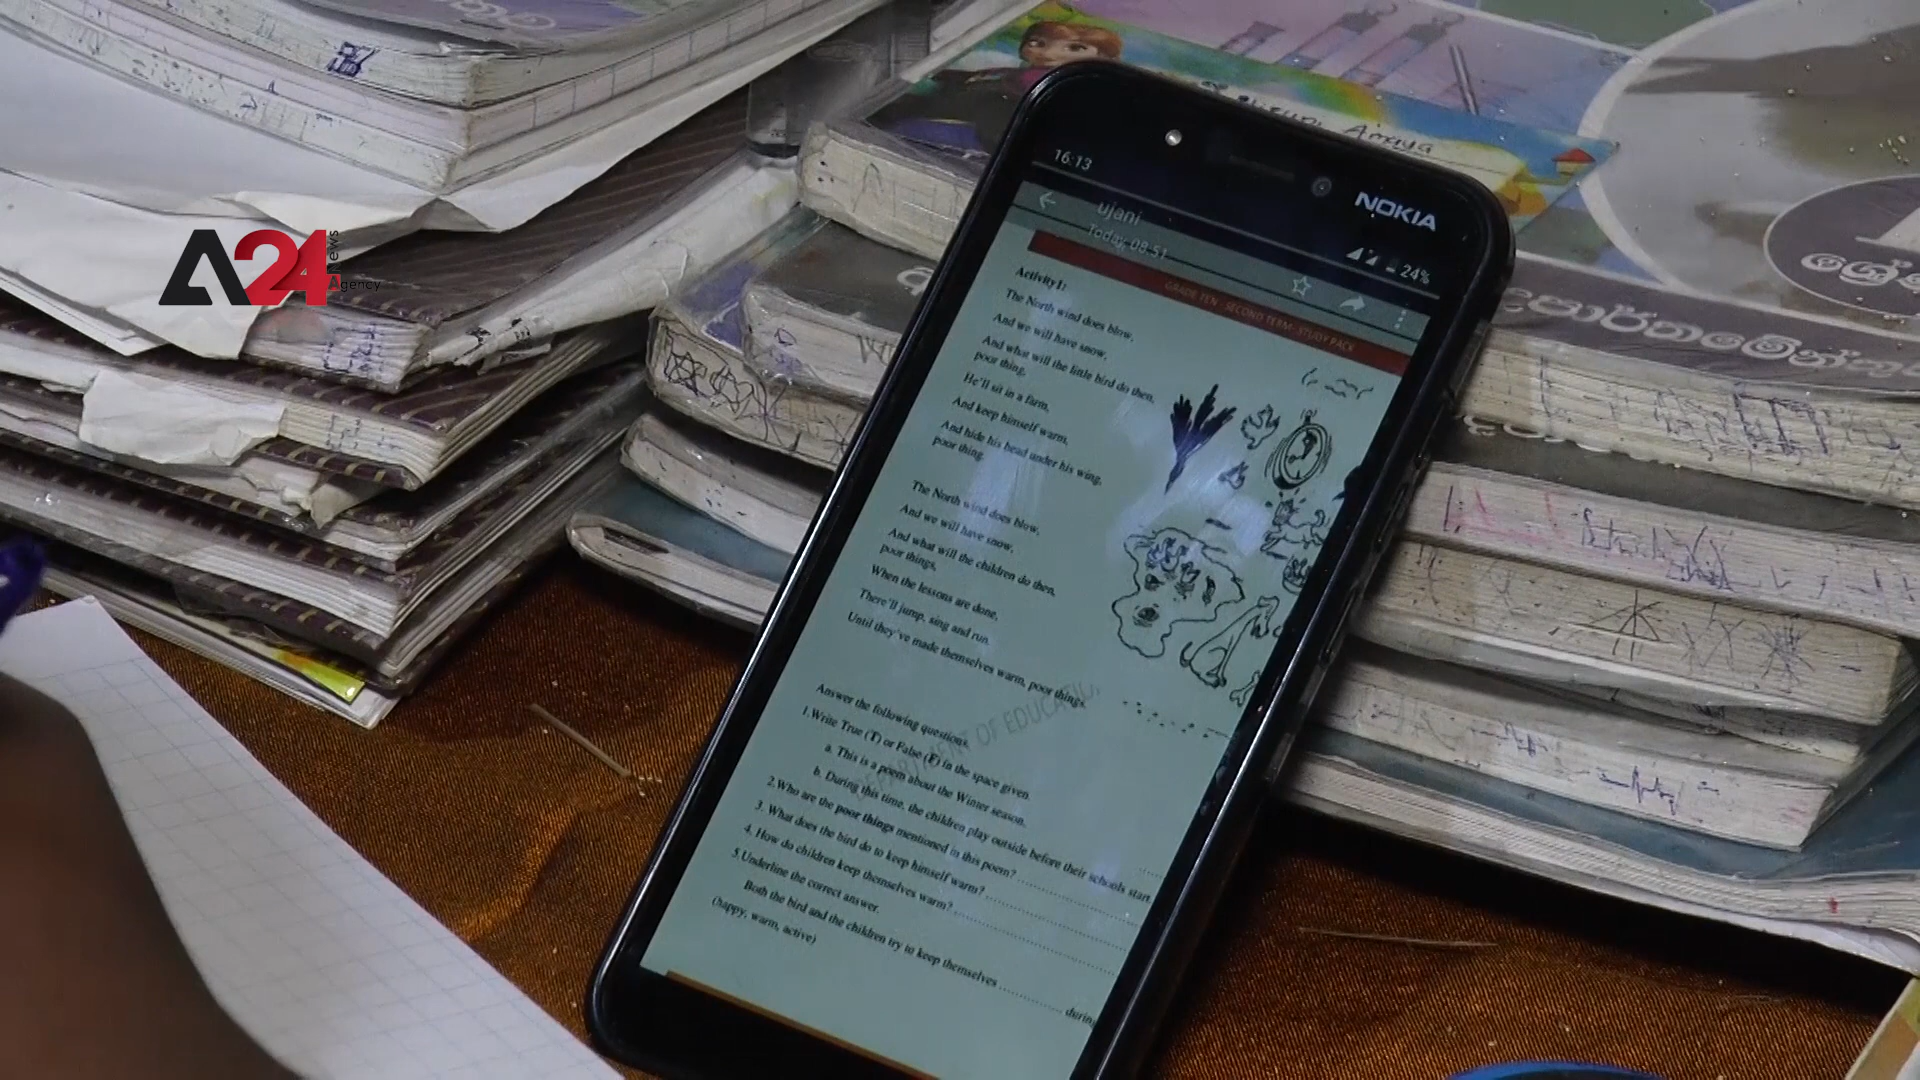 A24
News
Agency
16:13
NOKIA
24%
ujani
Today, 08:51
GRADE TEN - SECOND TERM- STUDY PACK
Activity1:
The North wind does blow,
And we will have snow,
And what will the little bird do then,
poor thing,
He'll sit in a farm,
And keep himself warm,
And hide his head under his wing,
poor thing.
The North wind does blow,
And we will have snow,
And what will the children do then,
poor things,
When the lessons are done,
There'll jump, sing and run.
Until they've made themselves warm, poor things.
DEPARTMENT OF EDUCATIO
Answer the following questions.
1.Write True (T) or False (F) in the space given.
a. This is a poem about the Winter season.
b. During this time, the children play outside before their schools start.
2.Who are the poor things mentioned in this poem? ....................
3. What does the bird do to keep himself warm? ....................
4. How do children keep themselves warm? ....................
5.Underline the correct answer.
Both the bird and the children try to keep themselves .................... during
(happy, warm, active)